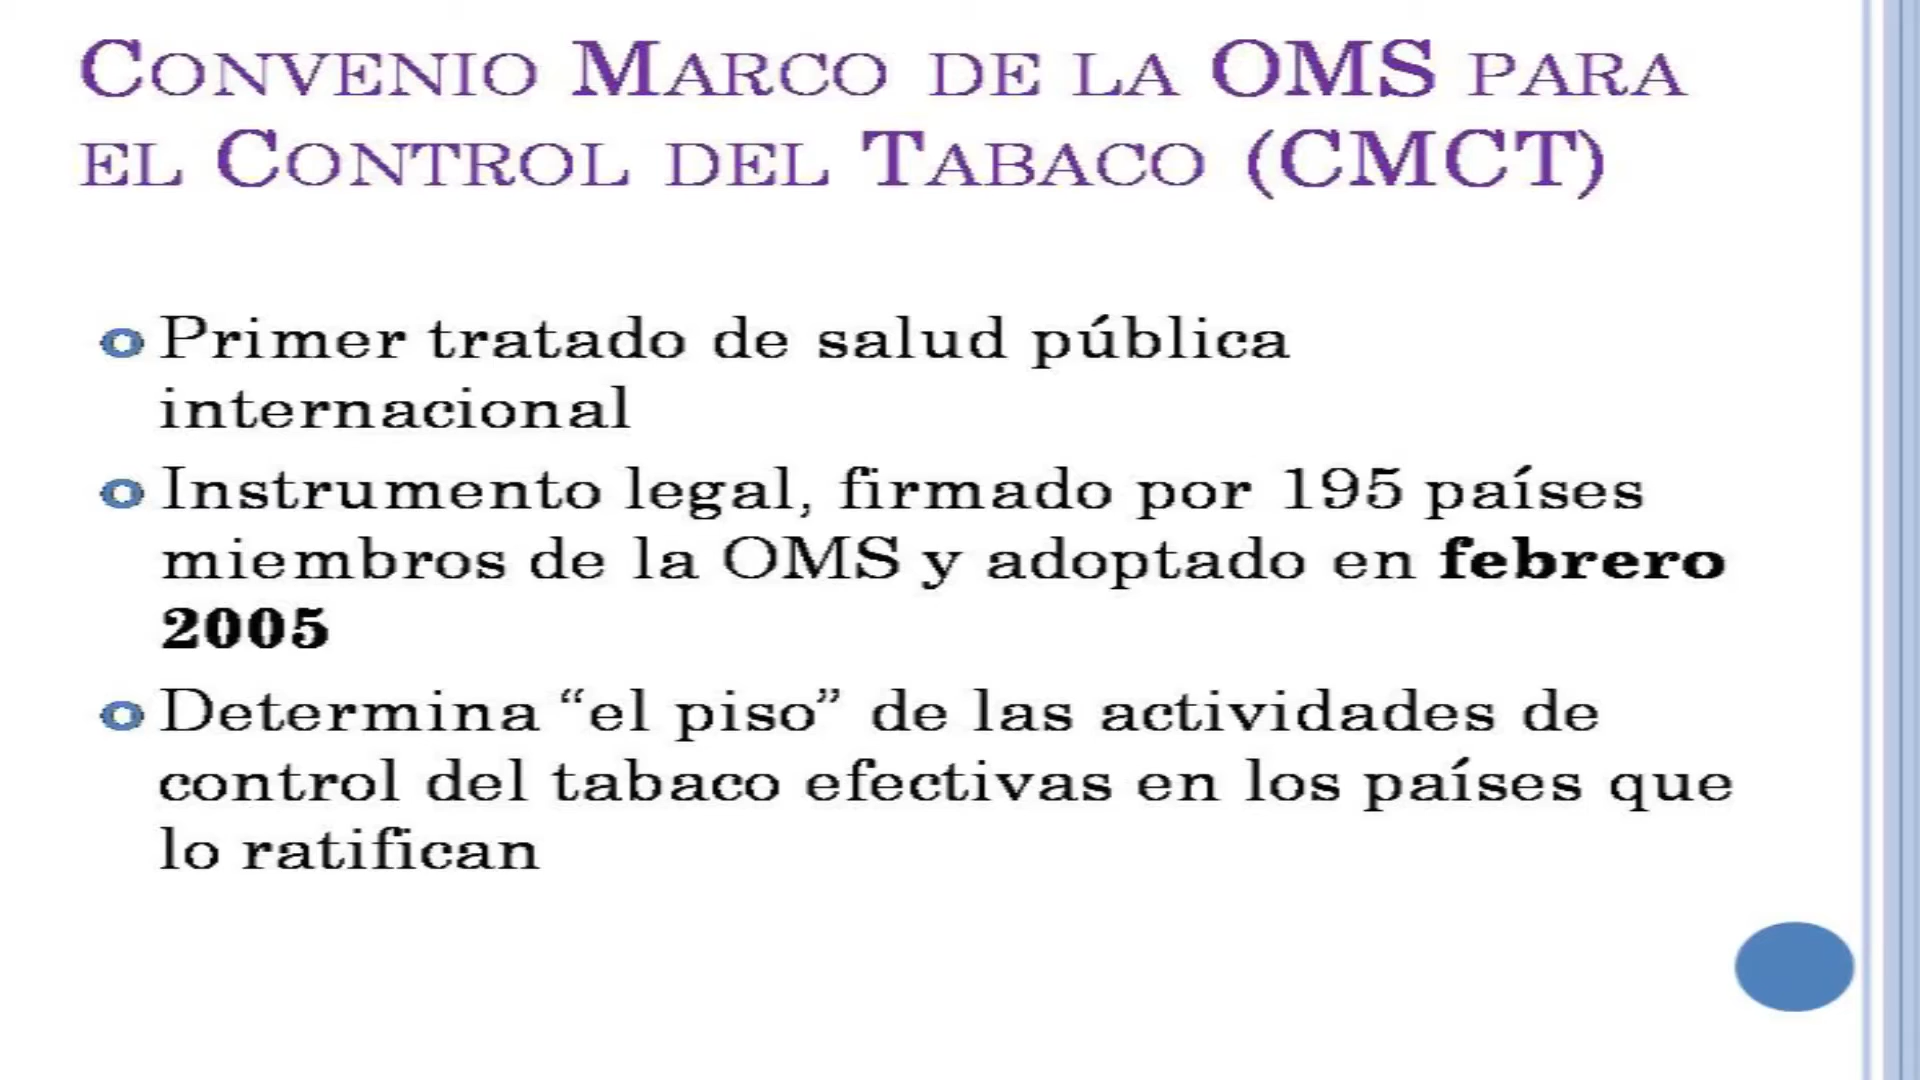 CONVENIO MARCO DE LA OMS PARA
EL CONTROL DEL TABACO (CMCT)
Primer tratado de salud pública
internacional
Instrumento legal, firmado por 195 países
miembros de la OMS y adoptado en febrero
2005
Determina “el piso” de las actividades de
control del tabaco efectivas en los países que
lo ratifican